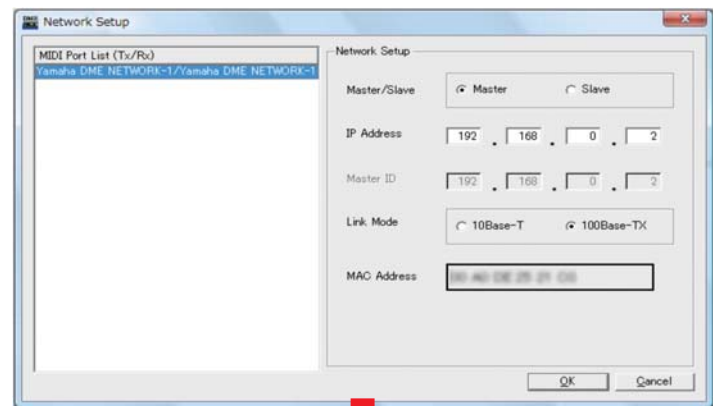 Network Setup
MIDI Port List (Tx/Rx)
Yamaha DME NETWORK-1/Yamaha DME NETWORK-1
Network Setup
Master/Slave
Master
Slave
IP Address
192 . 168 . 0 . 2
Master ID
192 . 168 . 0 . 2
Link Mode
10Base-T
100Base-TX
MAC Address
OK
Cancel